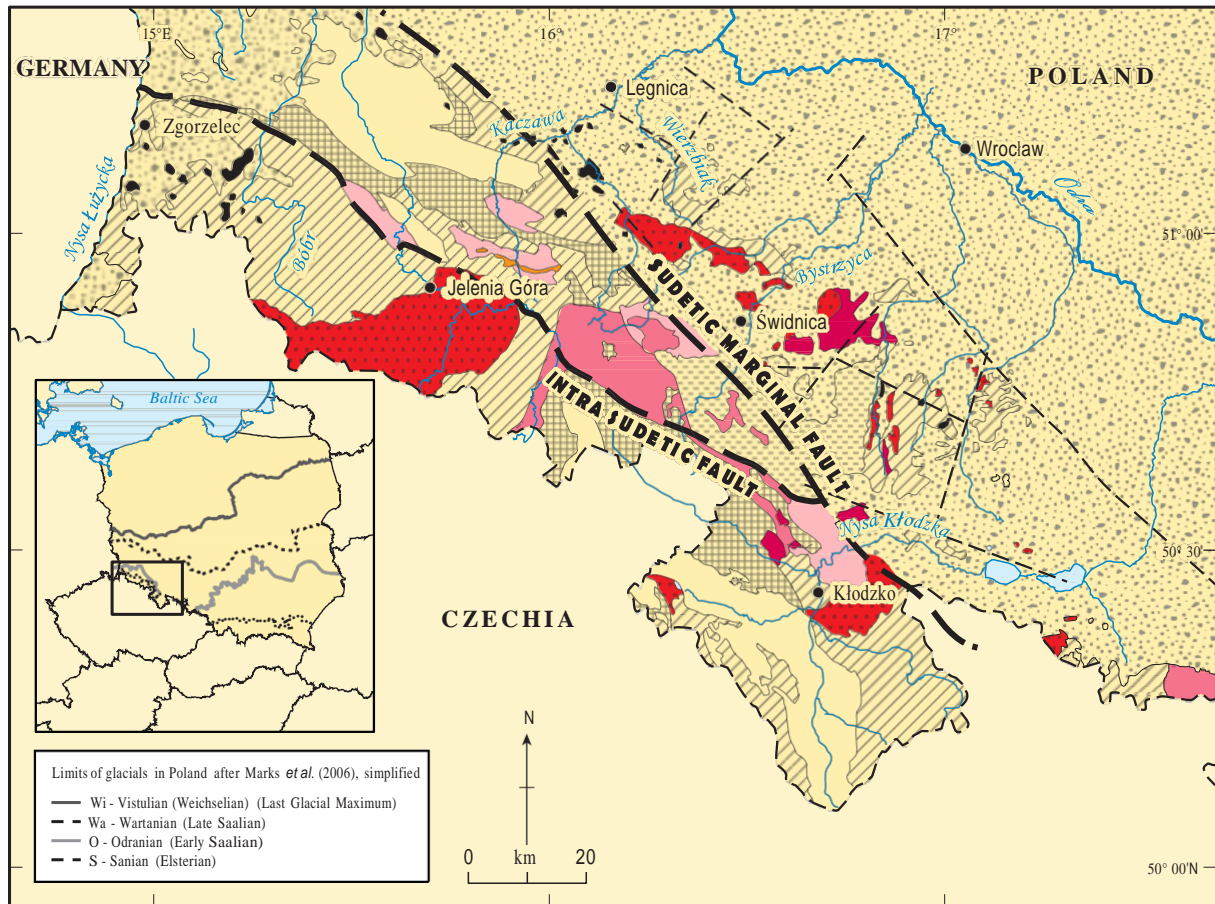 15°E
16°
17°
GERMANY
POLAND
Legnica
Zgorzelec
Kaczawa
Wierzbiak
Wrocław
Odra
Nysa Łużycka
Bóbr
51° 00'
SUDETIC MARGINAL FAULT
Bystrzyca
Jelenia Góra
Świdnica
INTRA SUDETIC FAULT
Baltic Sea
Nysa Kłodzka
50° 30'
Kłodzko
CZECHIA
N
Limits of glacials in Poland after Marks et al. (2006), simplified
Wi - Vistulian (Weichselian) (Last Glacial Maximum)
Wa - Wartanian (Late Saalian)
O - Odranian (Early Saalian)
S - Sanian (Elsterian)
0 km 20
50° 00'N